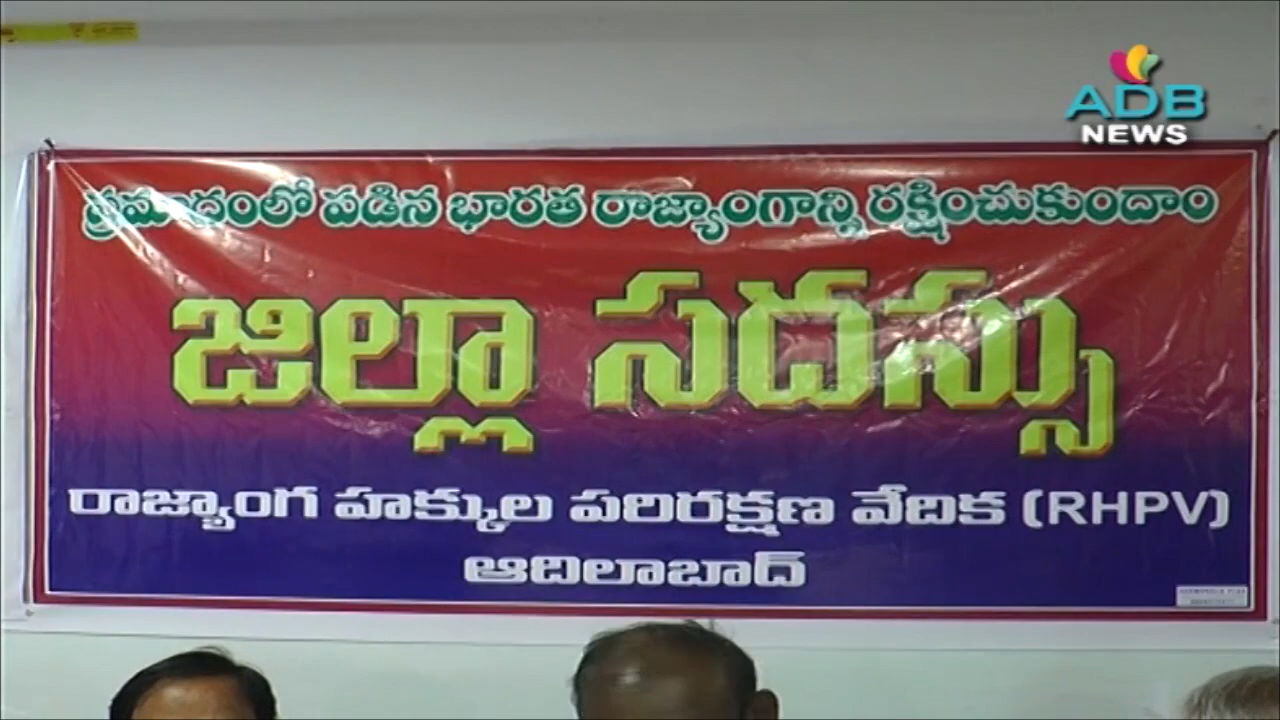 ADB
NEWS
ప్రమాదంలో పడిన భారత రాజ్యాంగాన్ని రక్షించుకుందాం
జిల్లా సదస్సు
రాజ్యాంగ హక్కుల పరిరక్షణ వేదిక (RHPV)
ఆదిలాబాద్